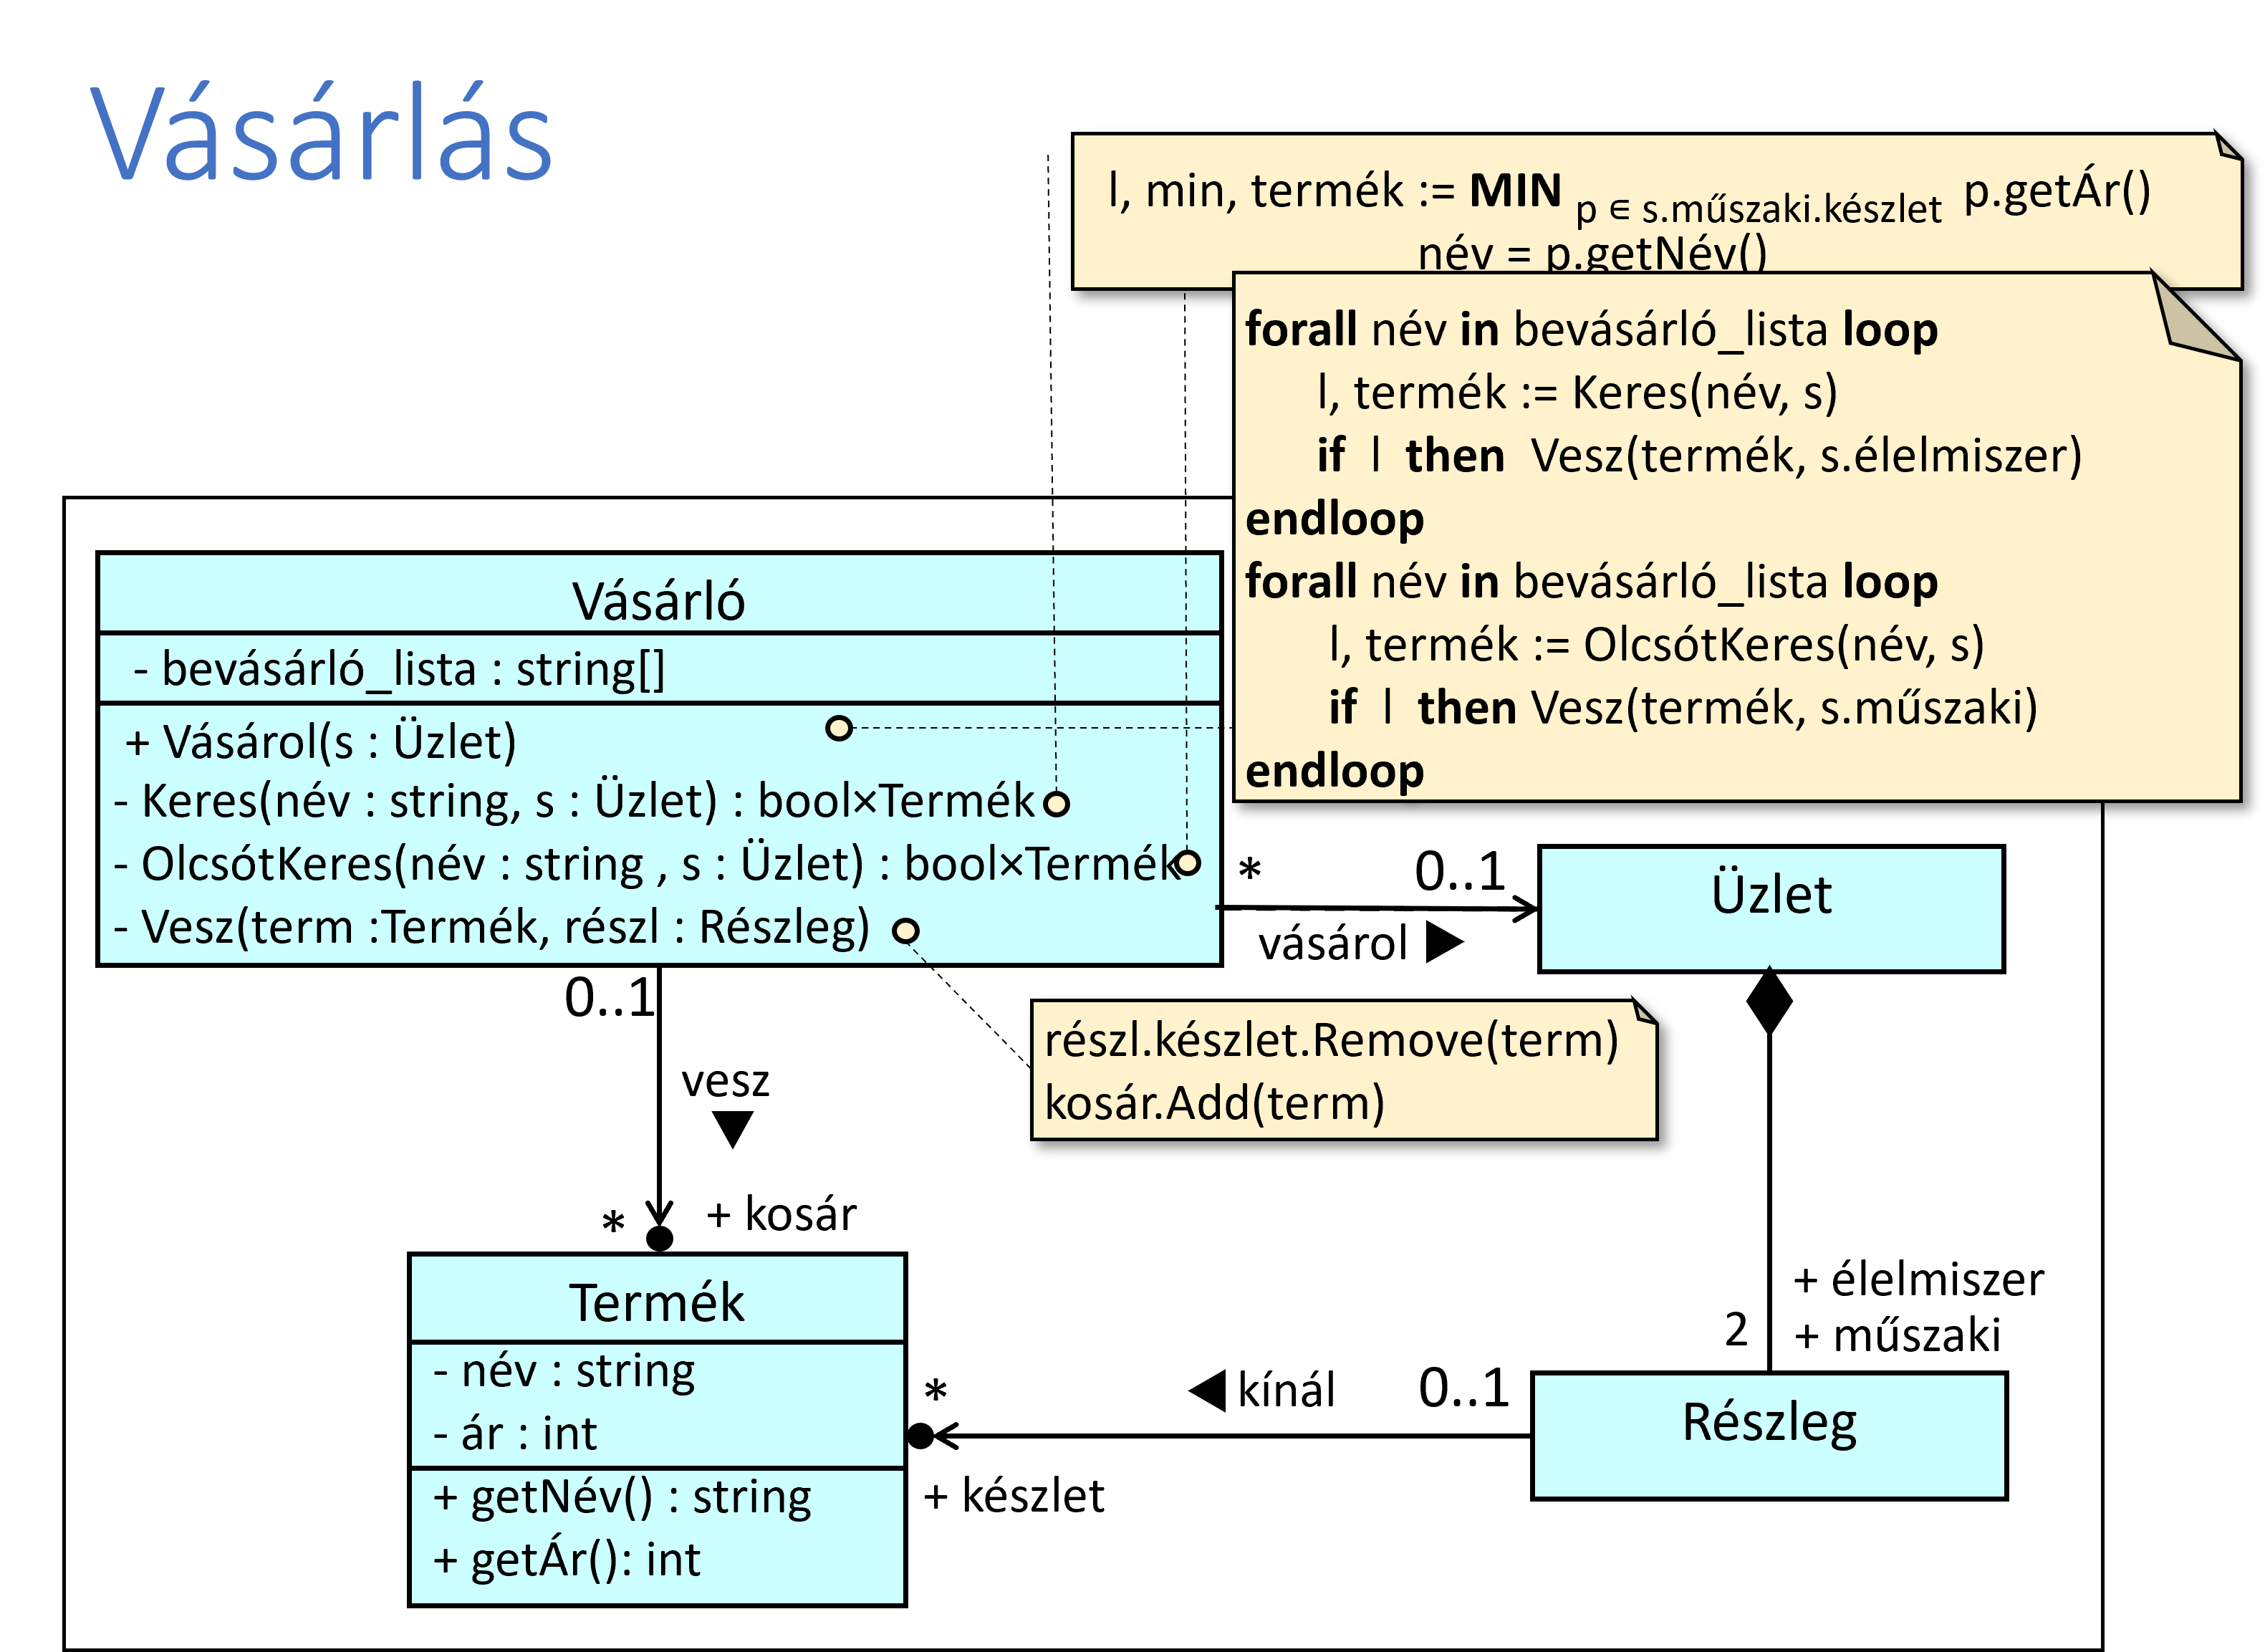 Vásárlás
l, min, termék := MIN p ∈ s.műszaki.készlet p.getÁr()
név = p.getNév()
forall név in bevásárló_lista loop
l, termék := Keres(név, s)
if l then Vesz(termék, s.élelmiszer)
endloop
forall név in bevásárló_lista loop
l, termék := OlcsótKeres(név, s)
if l then Vesz(termék, s.műszaki)
endloop
Vásárló
- bevásárló_lista : string[]
+ Vásárol(s : Üzlet)
- Keres(név : string, s : Üzlet) : bool×Termék
- OlcsótKeres(név : string , s : Üzlet) : bool×Termék
- Vesz(term :Termék, részl : Részleg)
* 0..1
vásárol ▶
Üzlet
0..1
vesz
▼
* + kosár
részl.készlet.Remove(term)
kosár.Add(term)
+ élelmiszer
2 + műszaki
Termék
- név : string
- ár : int
+ getNév() : string
+ getÁr(): int
* ◀ kínál 0..1
+ készlet
Részleg